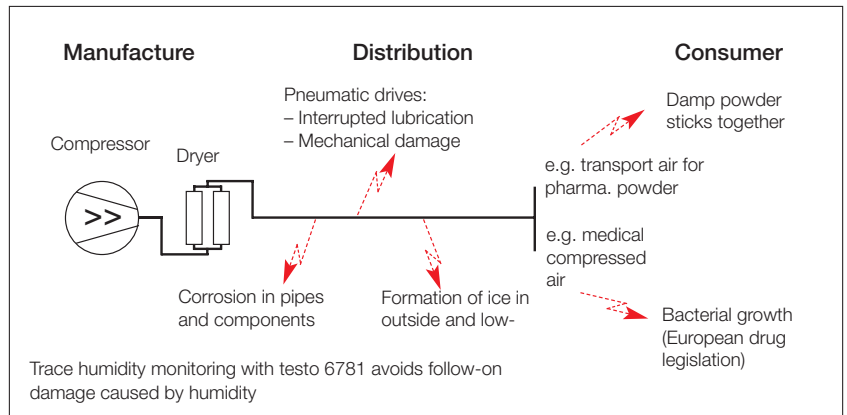 Manufacture
Distribution
Consumer
Pneumatic drives:
– Interrupted lubrication
– Mechanical damage
Damp powder
sticks together
Compressor
Dryer
e.g. transport air for
pharma. powder
>>
e.g. medical
compressed
air
Corrosion in pipes
and components
Formation of ice in
outside and low-
Bacterial growth
(European drug
legislation)
Trace humidity monitoring with testo 6781 avoids follow-on
damage caused by humidity